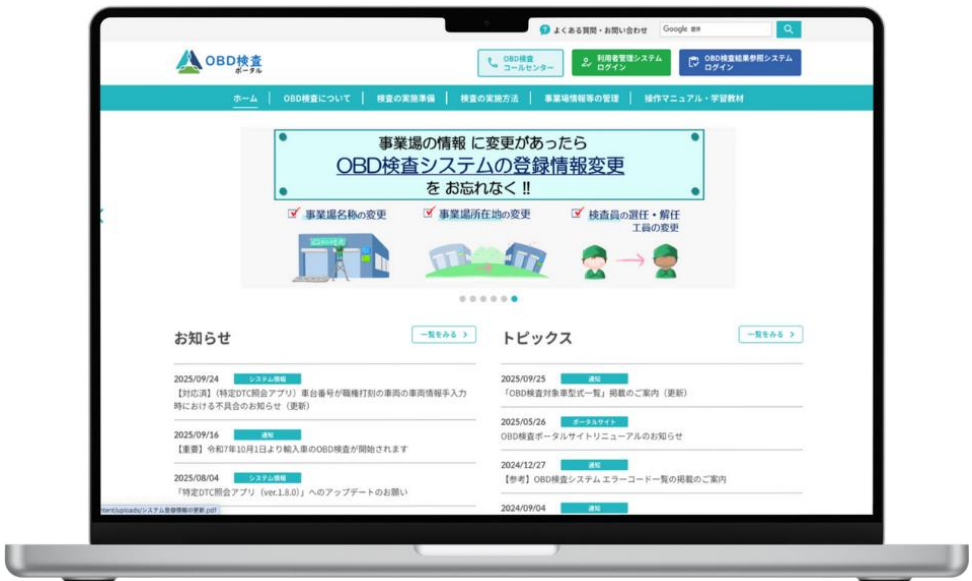 よくある質問・お問い合わせ
Google
OBD検査
ポータル
OBD検査
コールセンター
利用者管理システム
ログイン
OBD検査結果参照システム
ログイン
ホーム
OBD検査について
検査の実施準備
検査の実施方法
事業場情報等の管理
操作マニュアル・学習教材
事業場の情報 に変更があったら
OBD検査システムの登録情報変更
を お忘れなく !!
事業場名称の変更
事業場所在地の変更
検査員の選任・解任
工員の変更
お知らせ
一覧をみる
2025/09/24 システム情報
【対応済】(特定DTC照会アプリ)車台番号が職権打刻の車両の車両情報手入力
時における不具合のお知らせ(更新)
2025/09/16 通知
【重要】令和7年10月1日より輸入車のOBD検査が開始されます
2025/08/04 システム情報
「特定DTC照会アプリ(ver.1.8.0)」へのアップデートのお願い
トピックス
一覧をみる
2025/09/25 通知
「OBD検査対象車型式一覧」掲載のご案内(更新)
2025/05/26 ポータルサイト
OBD検査ポータルサイトリニューアルのお知らせ
2024/12/27 通知
【参考】OBD検査システム エラーコード一覧の掲載のご案内
2024/09/04 通知
ntent/uploads/システム登録情報の更新.pdf